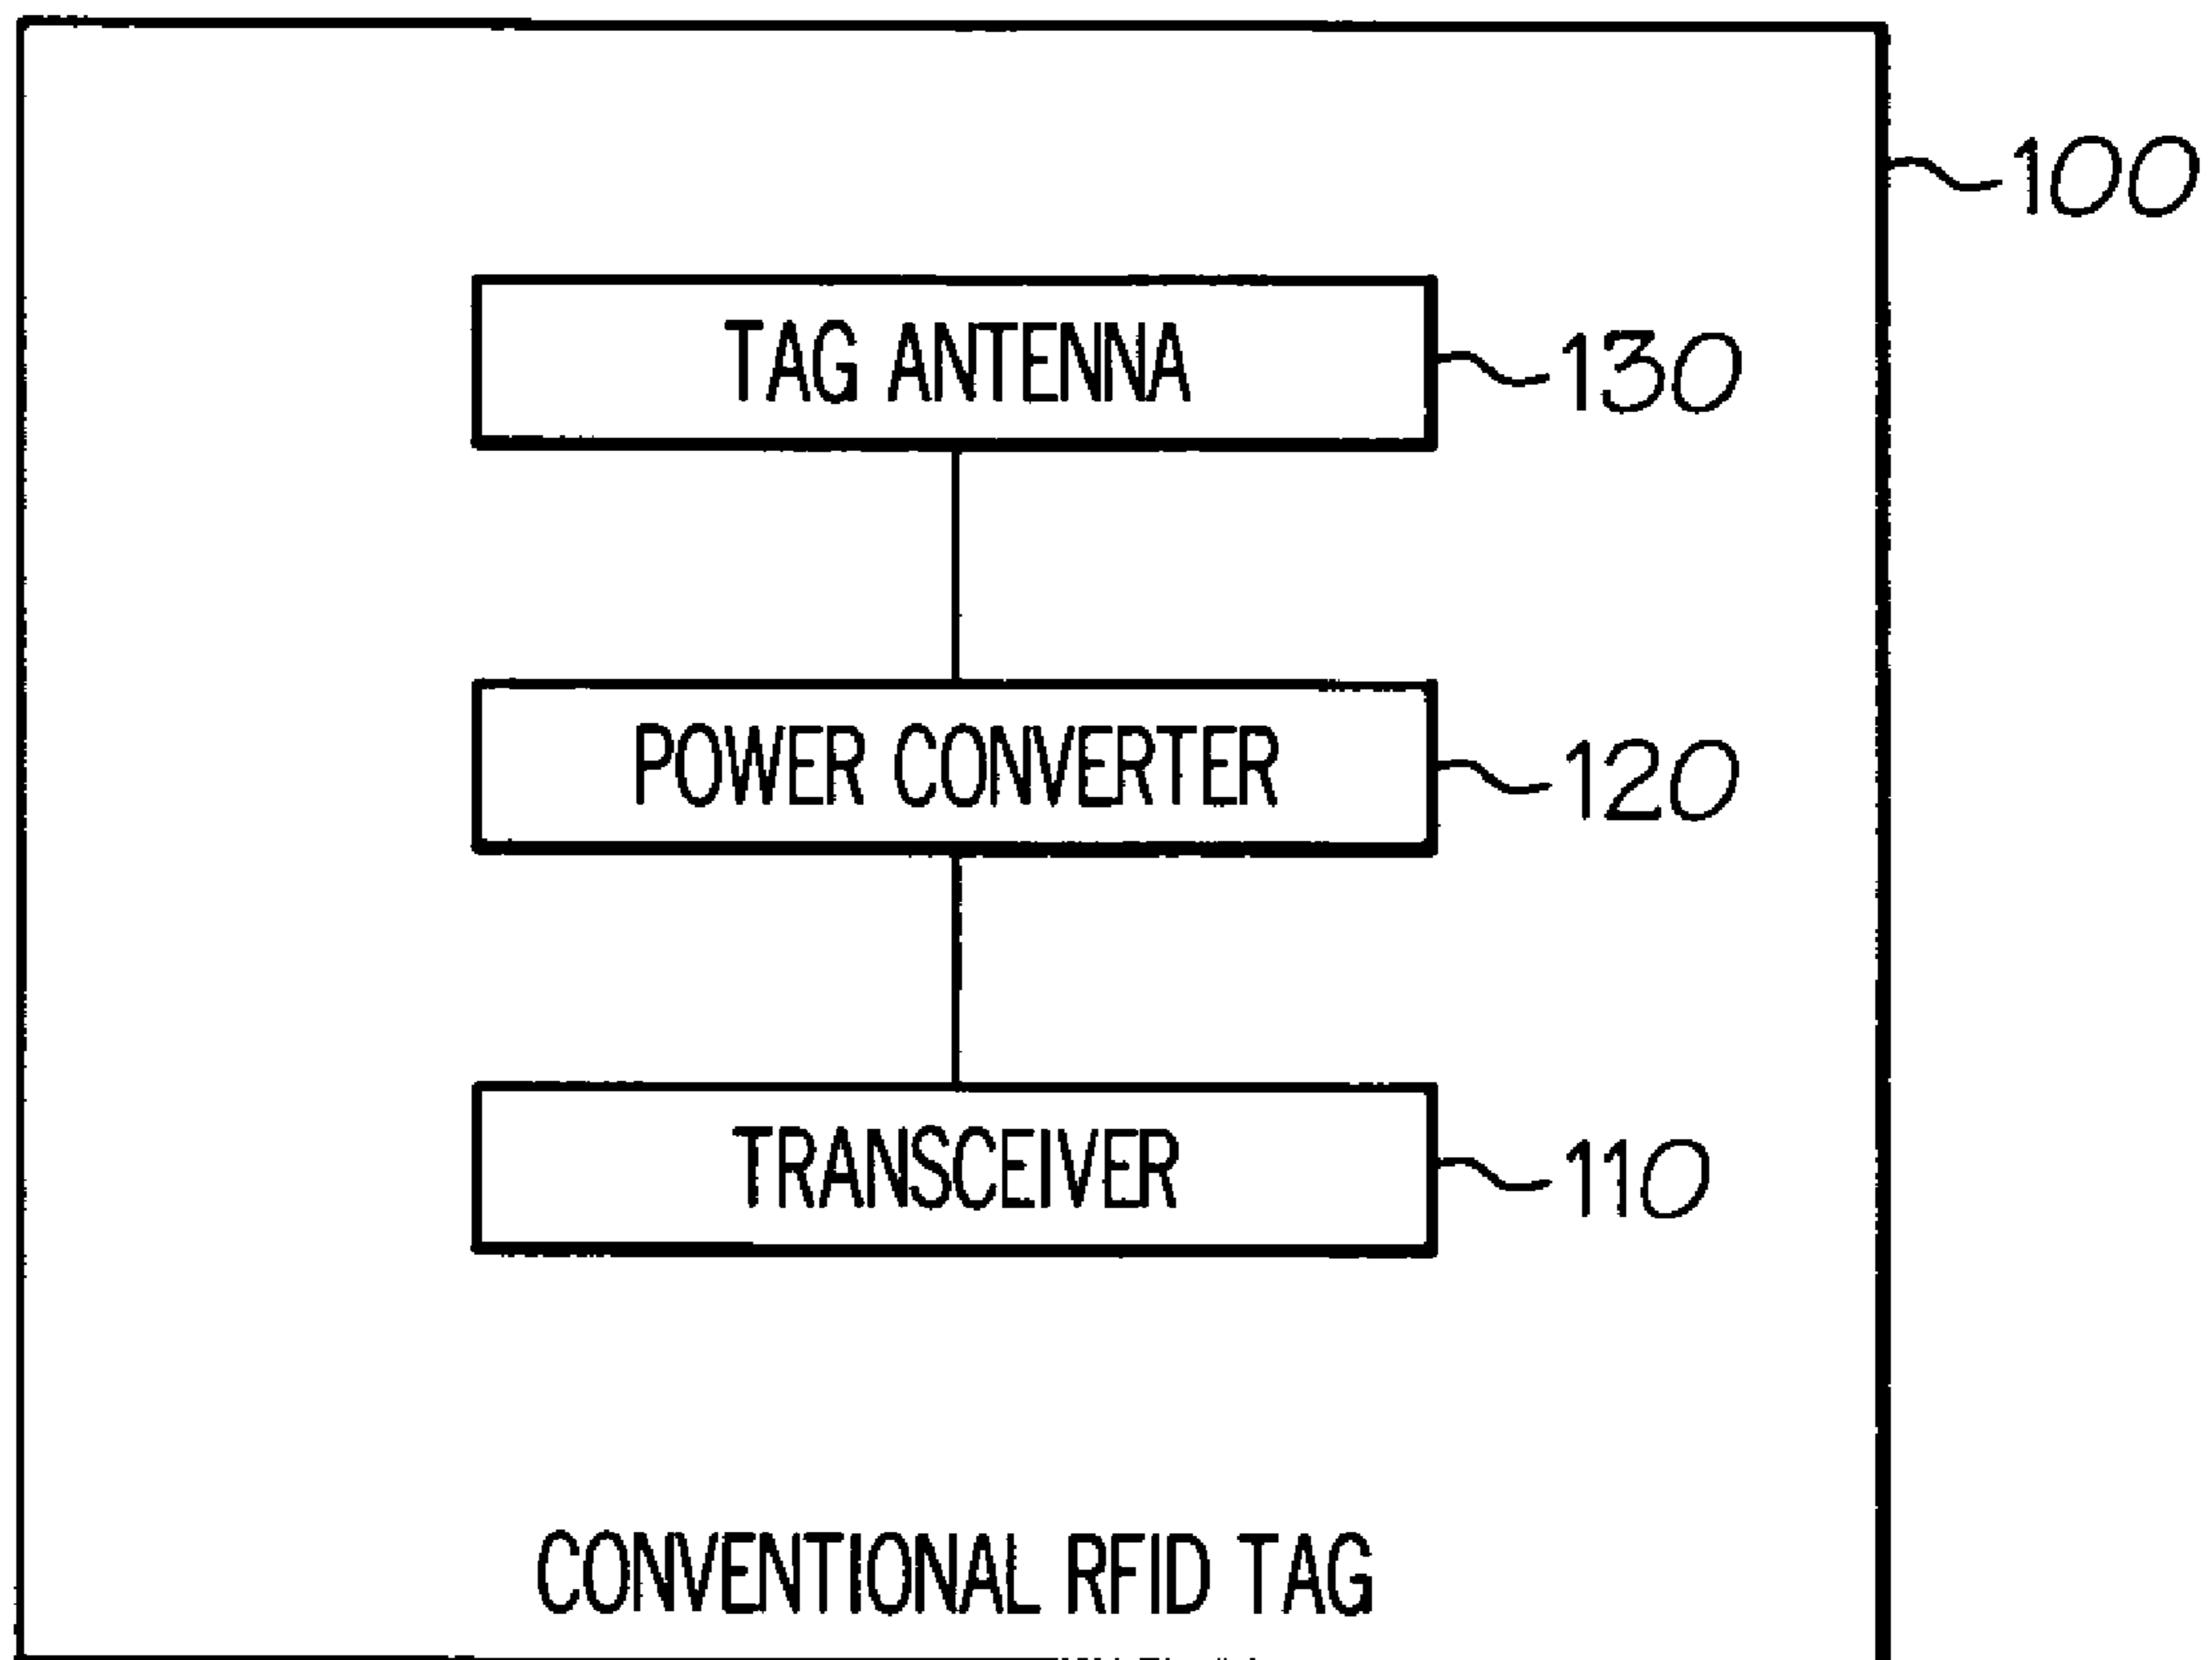 100
TAG ANTENNA 130
POWER CONVERTER 120
TRANSCEIVER 110
CONVENTIONAL RFID TAG